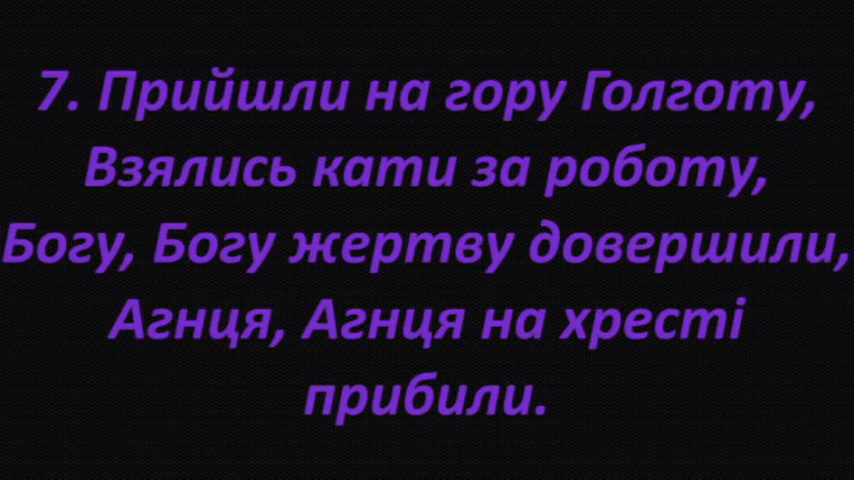 7. Прийшли на гору Голготу,
Взялись кати за роботу,
Богу, Богу жертву довершили,
Агнця, Агнця на хресті
прибили.